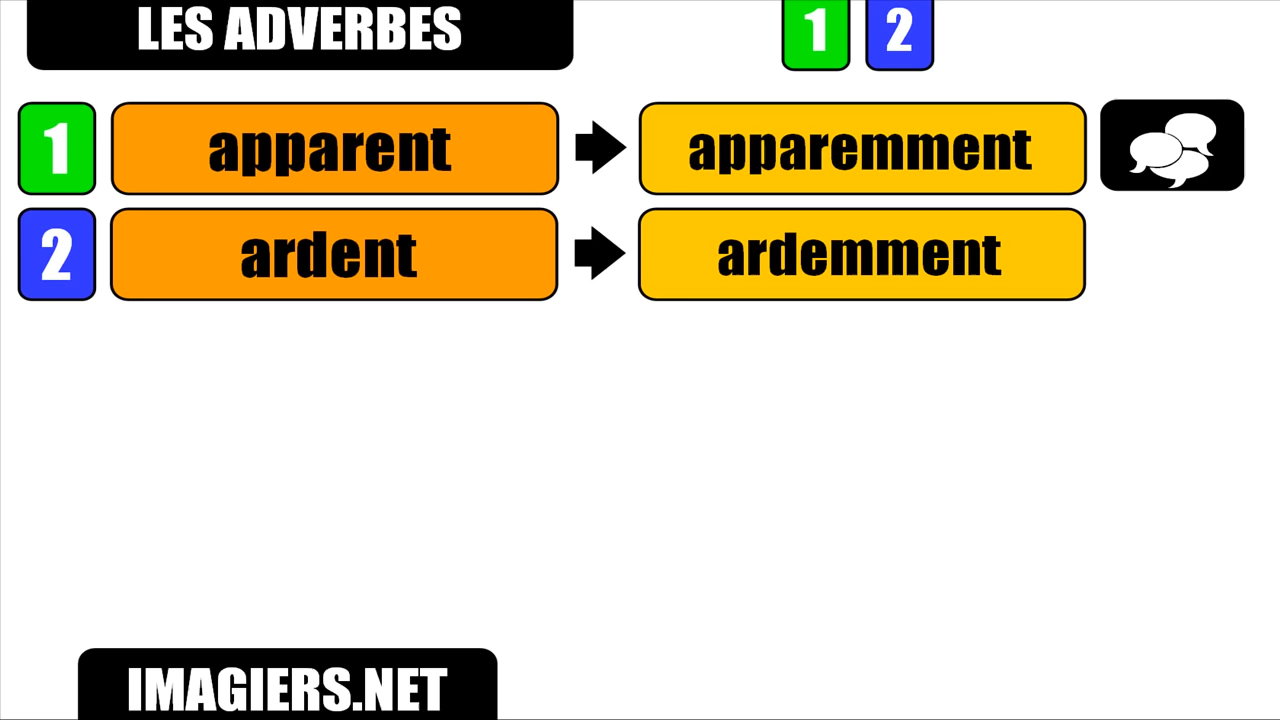 LES ADVERBES
1 2
1 apparent apparemment
2 ardent ardemment
IMAGIERS.NET